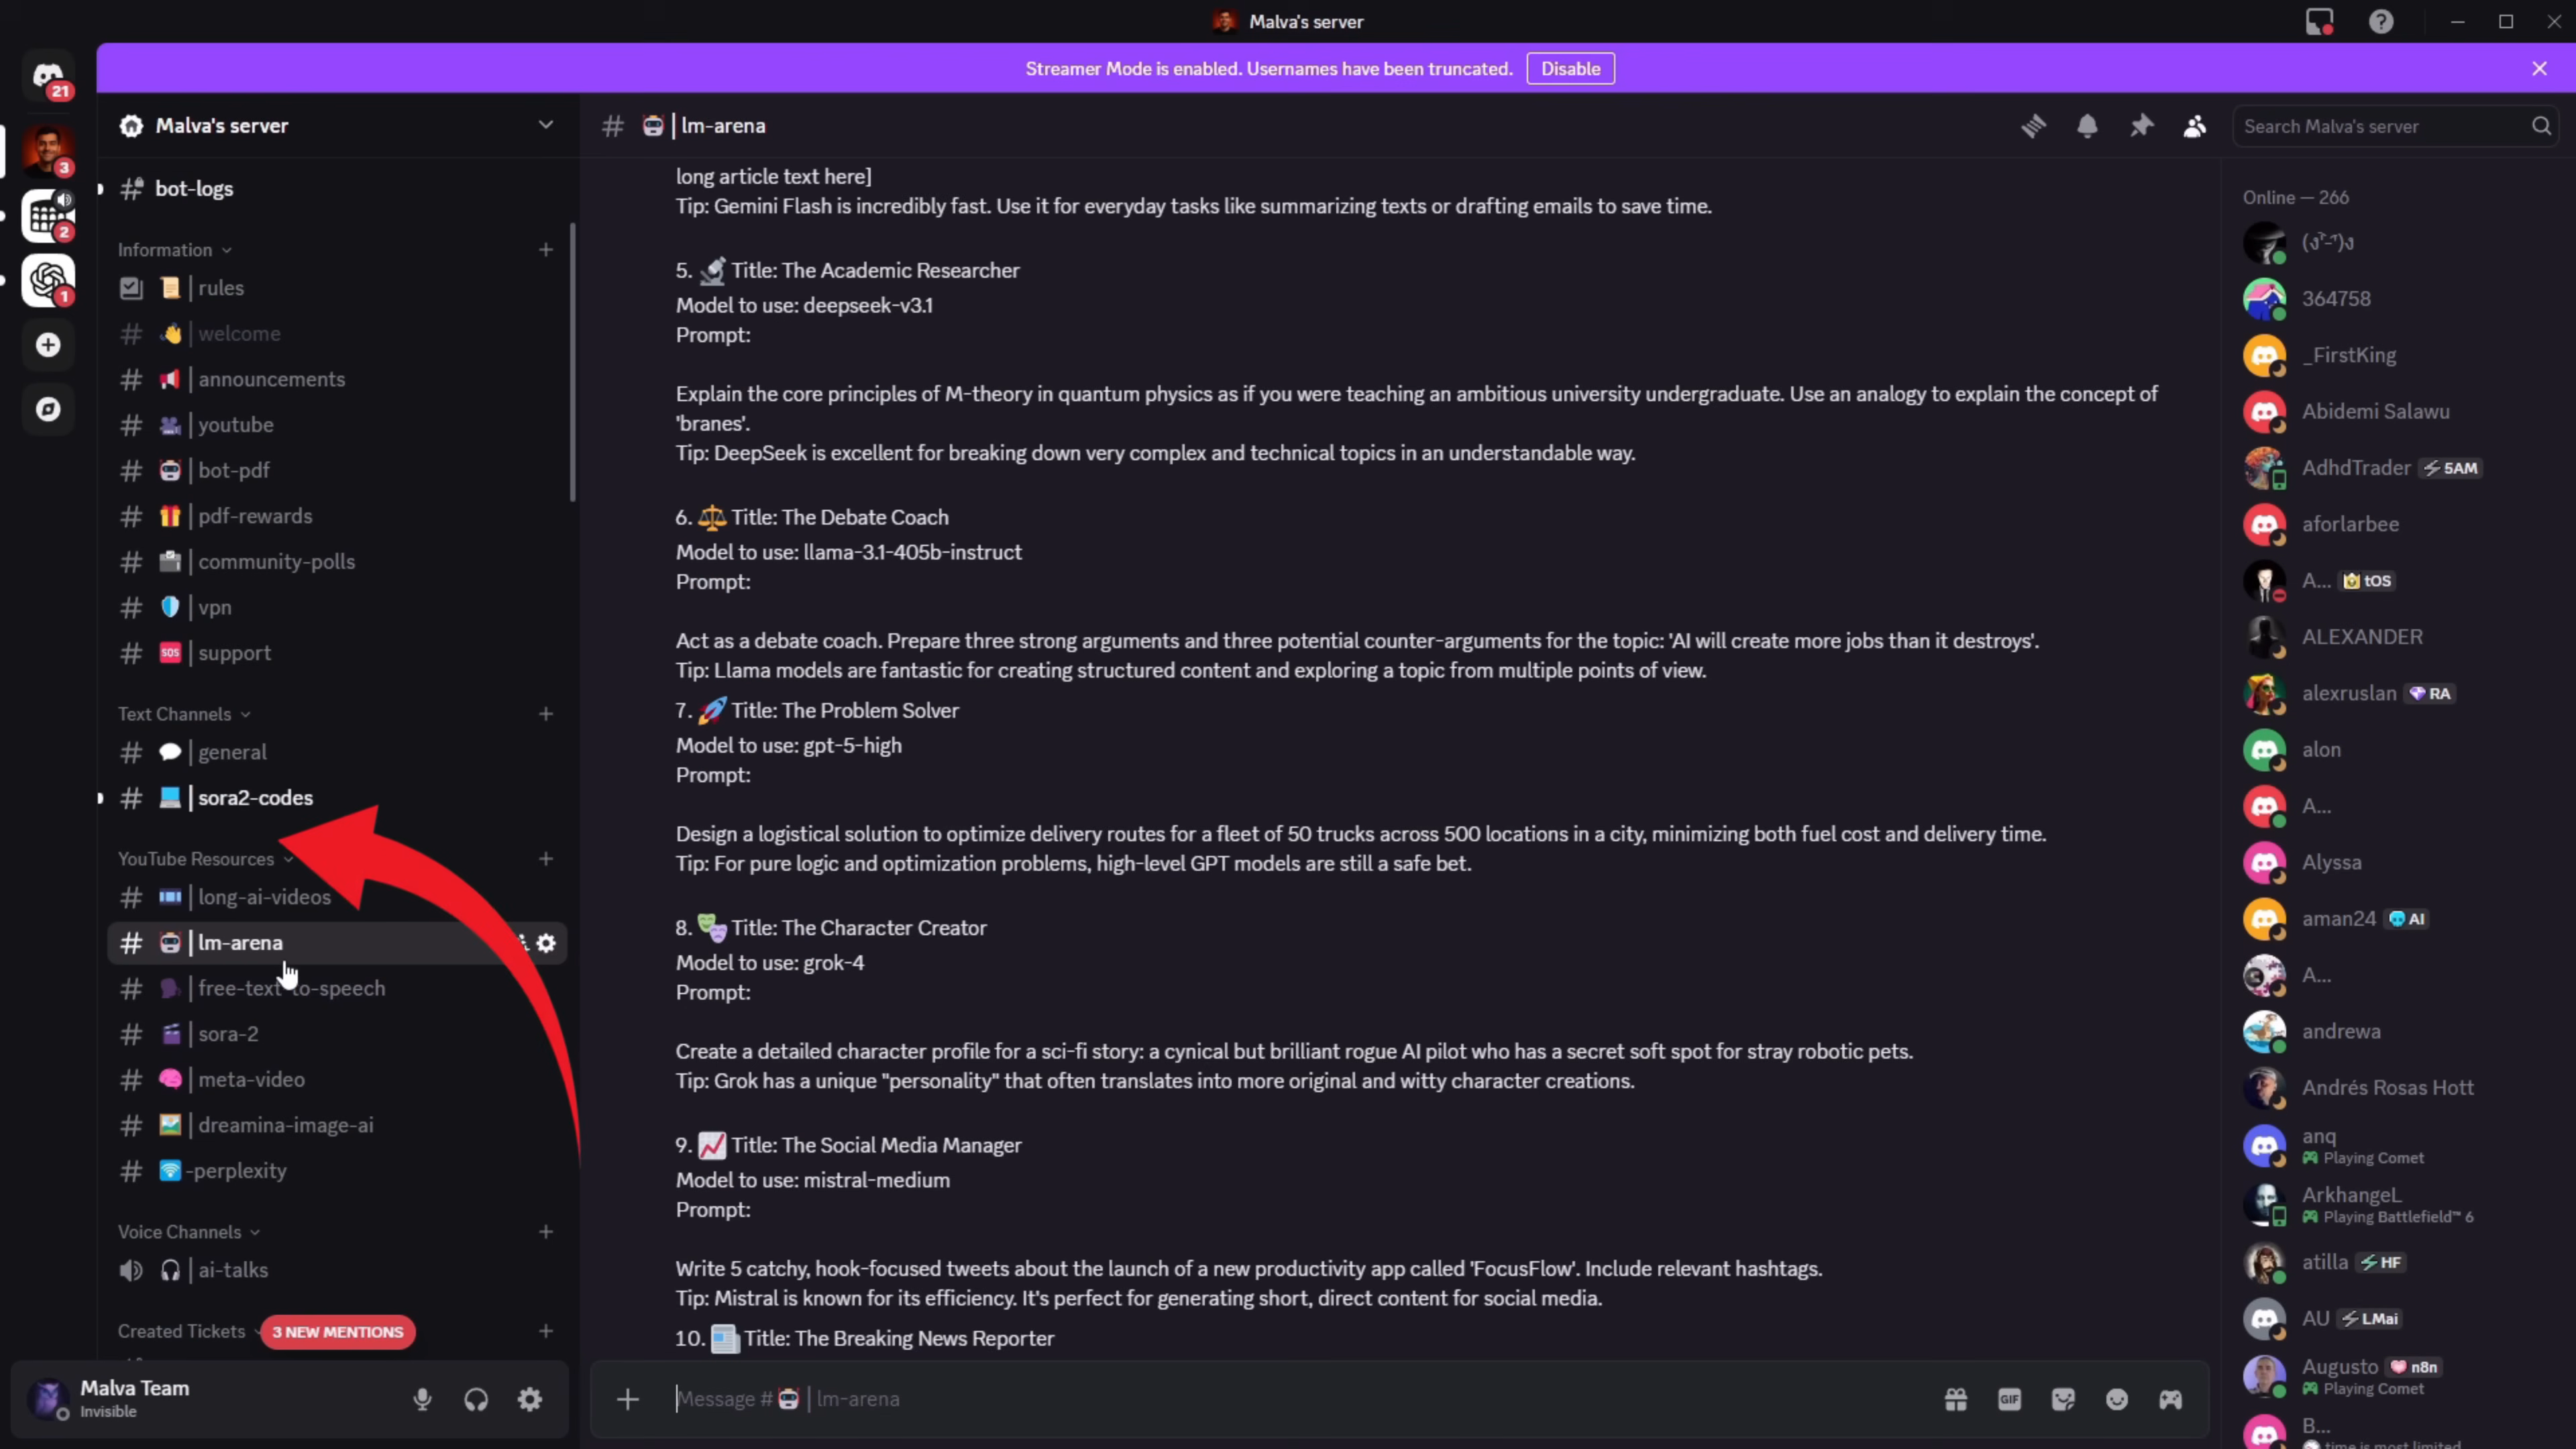 Malva's server
Streamer Mode is enabled. Usernames have been truncated.
Disable
21
3
2
1
Malva's server
bot-logs
Information
rules
welcome
announcements
youtube
bot-pdf
pdf-rewards
community-polls
vpn
SOS | support
Text Channels
general
sora2-codes
YouTube Resources
long-ai-videos
lm-arena
free-text-to-speech
sora-2
meta-video
dreamina-image-ai
-perplexity
Voice Channels
ai-talks
Created Tickets
3 NEW MENTIONS
Malva Team
Invisible
# 🤖 | lm-arena
Search Malva's server
long article text here]
Tip: Gemini Flash is incredibly fast. Use it for everyday tasks like summarizing texts or drafting emails to save time.
5. 🔬 Title: The Academic Researcher
Model to use: deepseek-v3.1
Prompt:
Explain the core principles of M-theory in quantum physics as if you were teaching an ambitious university undergraduate. Use an analogy to explain the concept of
'branes'.
Tip: DeepSeek is excellent for breaking down very complex and technical topics in an understandable way.
6. ⚖️ Title: The Debate Coach
Model to use: llama-3.1-405b-instruct
Prompt:
Act as a debate coach. Prepare three strong arguments and three potential counter-arguments for the topic: 'AI will create more jobs than it destroys'.
Tip: Llama models are fantastic for creating structured content and exploring a topic from multiple points of view.
7. 🚀 Title: The Problem Solver
Model to use: gpt-5-high
Prompt:
Design a logistical solution to optimize delivery routes for a fleet of 50 trucks across 500 locations in a city, minimizing both fuel cost and delivery time.
Tip: For pure logic and optimization problems, high-level GPT models are still a safe bet.
8. 🎭 Title: The Character Creator
Model to use: grok-4
Prompt:
Create a detailed character profile for a sci-fi story: a cynical but brilliant rogue AI pilot who has a secret soft spot for stray robotic pets.
Tip: Grok has a unique "personality" that often translates into more original and witty character creations.
9. 📈 Title: The Social Media Manager
Model to use: mistral-medium
Prompt:
Write 5 catchy, hook-focused tweets about the launch of a new productivity app called 'FocusFlow'. Include relevant hashtags.
Tip: Mistral is known for its efficiency. It's perfect for generating short, direct content for social media.
10. 📰 Title: The Breaking News Reporter
Message # 🤖 | lm-arena
GIF
Online — 266
364758
_FirstKing
Abidemi Salawu
AdhdTrader 5AM
aforlarbee
A... tOS
ALEXANDER
alexruslan RA
alon
A...
Alyssa
aman24 AI
A...
andrewa
Andrés Rosas Hott
anq
Playing Comet
ArkhangeL
Playing Battlefield™ 6
atilla HF
AU LMai
Augusto n8n
Playing Comet
B...